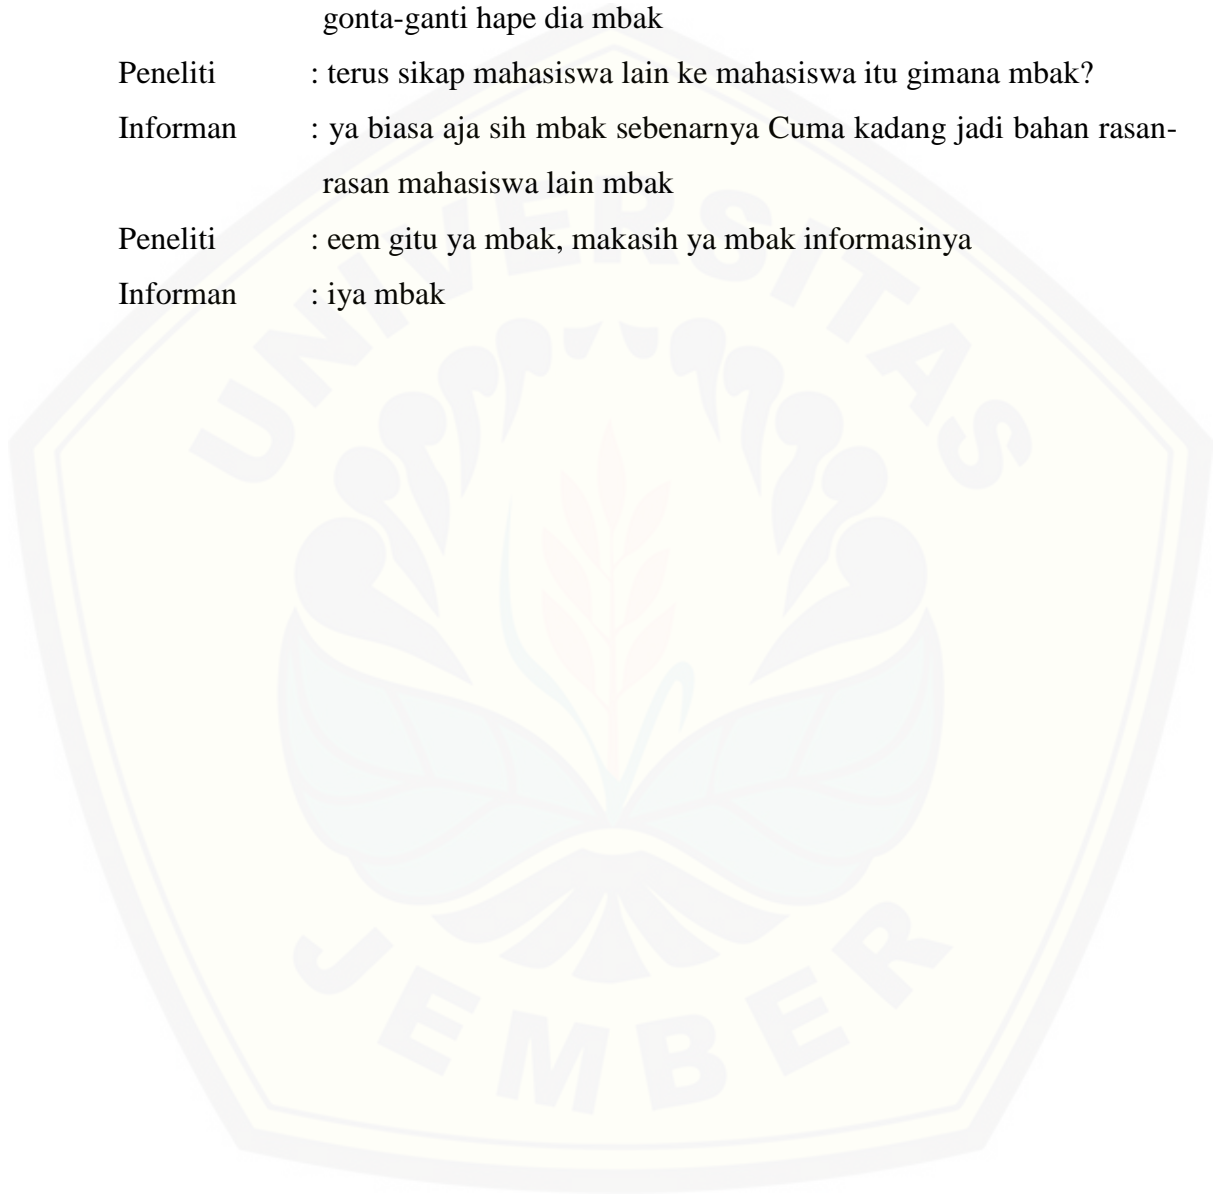 gonta-ganti hape dia mbak
Peneliti : terus sikap mahasiswa lain ke mahasiswa itu gimana mbak?
Informan : ya biasa aja sih mbak sebenarnya Cuma kadang jadi bahan rasan-
rasan mahasiswa lain mbak
Peneliti : eem gitu ya mbak, makasih ya mbak informasinya
Informan : iya mbak
UNIVERSITAS
JEMBER